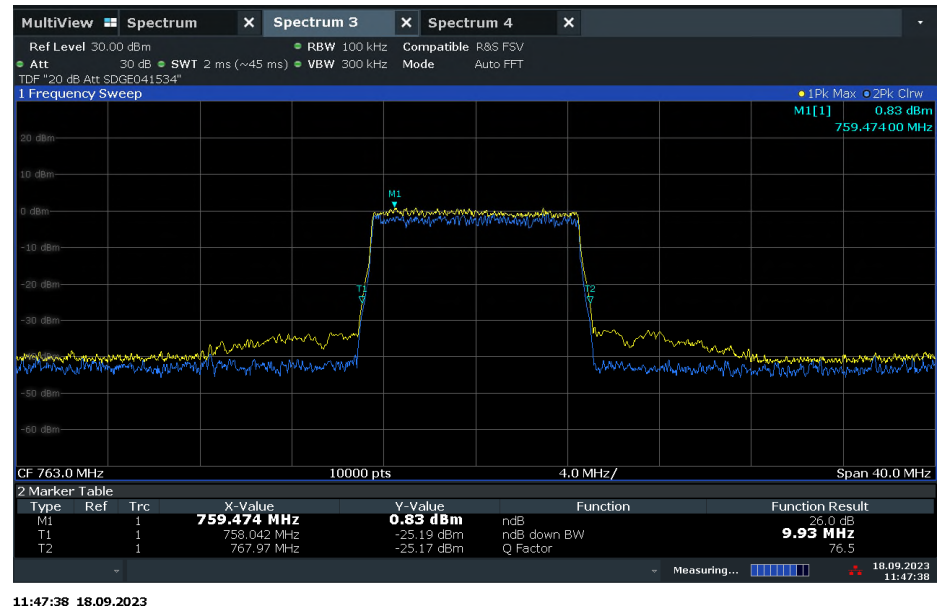 MultiView Spectrum X Spectrum 3 X Spectrum 4 X
Ref Level 30.00 dBm RBW 100 kHz Compatible R&S FSV
Att 30 dB SWT 2 ms (~45 ms) VBW 300 kHz Mode Auto FFT
TDF "20 dB Att SDGE041534"
1 Frequency Sweep 1Pk Max 2Pk Clrw
M1[1] 0.83 dBm
759.47400 MHz
20 dBm
10 dBm
M1
0 dBm
-10 dBm
-20 dBm
T1 T2
-30 dBm
-50 dBm
-60 dBm
CF 763.0 MHz 10000 pts 4.0 MHz/ Span 40.0 MHz
2 Marker Table
Type Ref Trc X-Value Y-Value Function Function Result
M1 1 759.474 MHz 0.83 dBm ndB 26.0 dB
T1 1 758.042 MHz -25.19 dBm ndB down BW 9.93 MHz
T2 1 767.97 MHz -25.17 dBm Q Factor 76.5
Measuring... 18.09.2023
11:47:38
11:47:38 18.09.2023